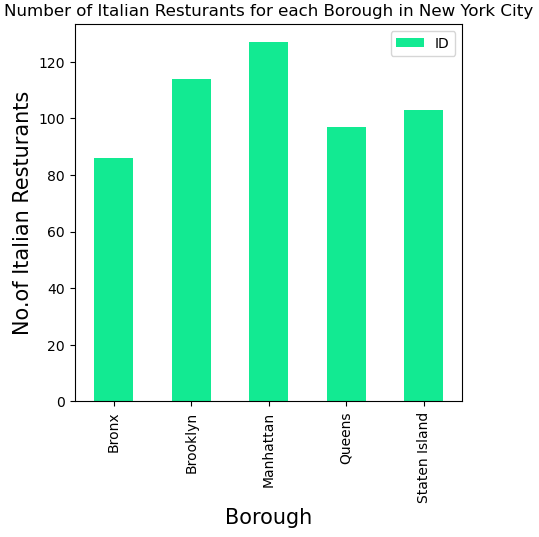 Number of Italian Resturants for each Borough in New York City
ID
No.of Italian Resturants
120
100
80
60
40
20
0
Bronx
Brooklyn
Manhattan
Queens
Staten Island
Borough